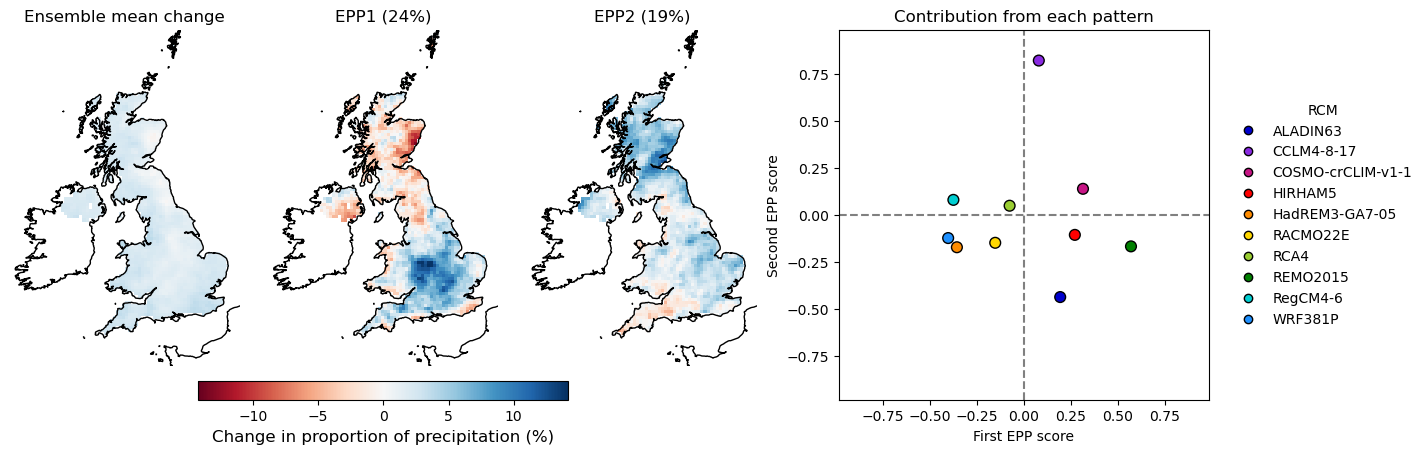 Ensemble mean change
EPP1 (24%)
EPP2 (19%)
−10
−5
0
5
10
Change in proportion of precipitation (%)
Contribution from each pattern
Second EPP score
0.75
0.50
0.25
0.00
−0.25
−0.50
−0.75
−0.75
−0.50
−0.25
0.00
0.25
0.50
0.75
First EPP score
RCM
ALADIN63
CCLM4-8-17
COSMO-crCLIM-v1-1
HIRHAM5
HadREM3-GA7-05
RACMO22E
RCA4
REMO2015
RegCM4-6
WRF381P